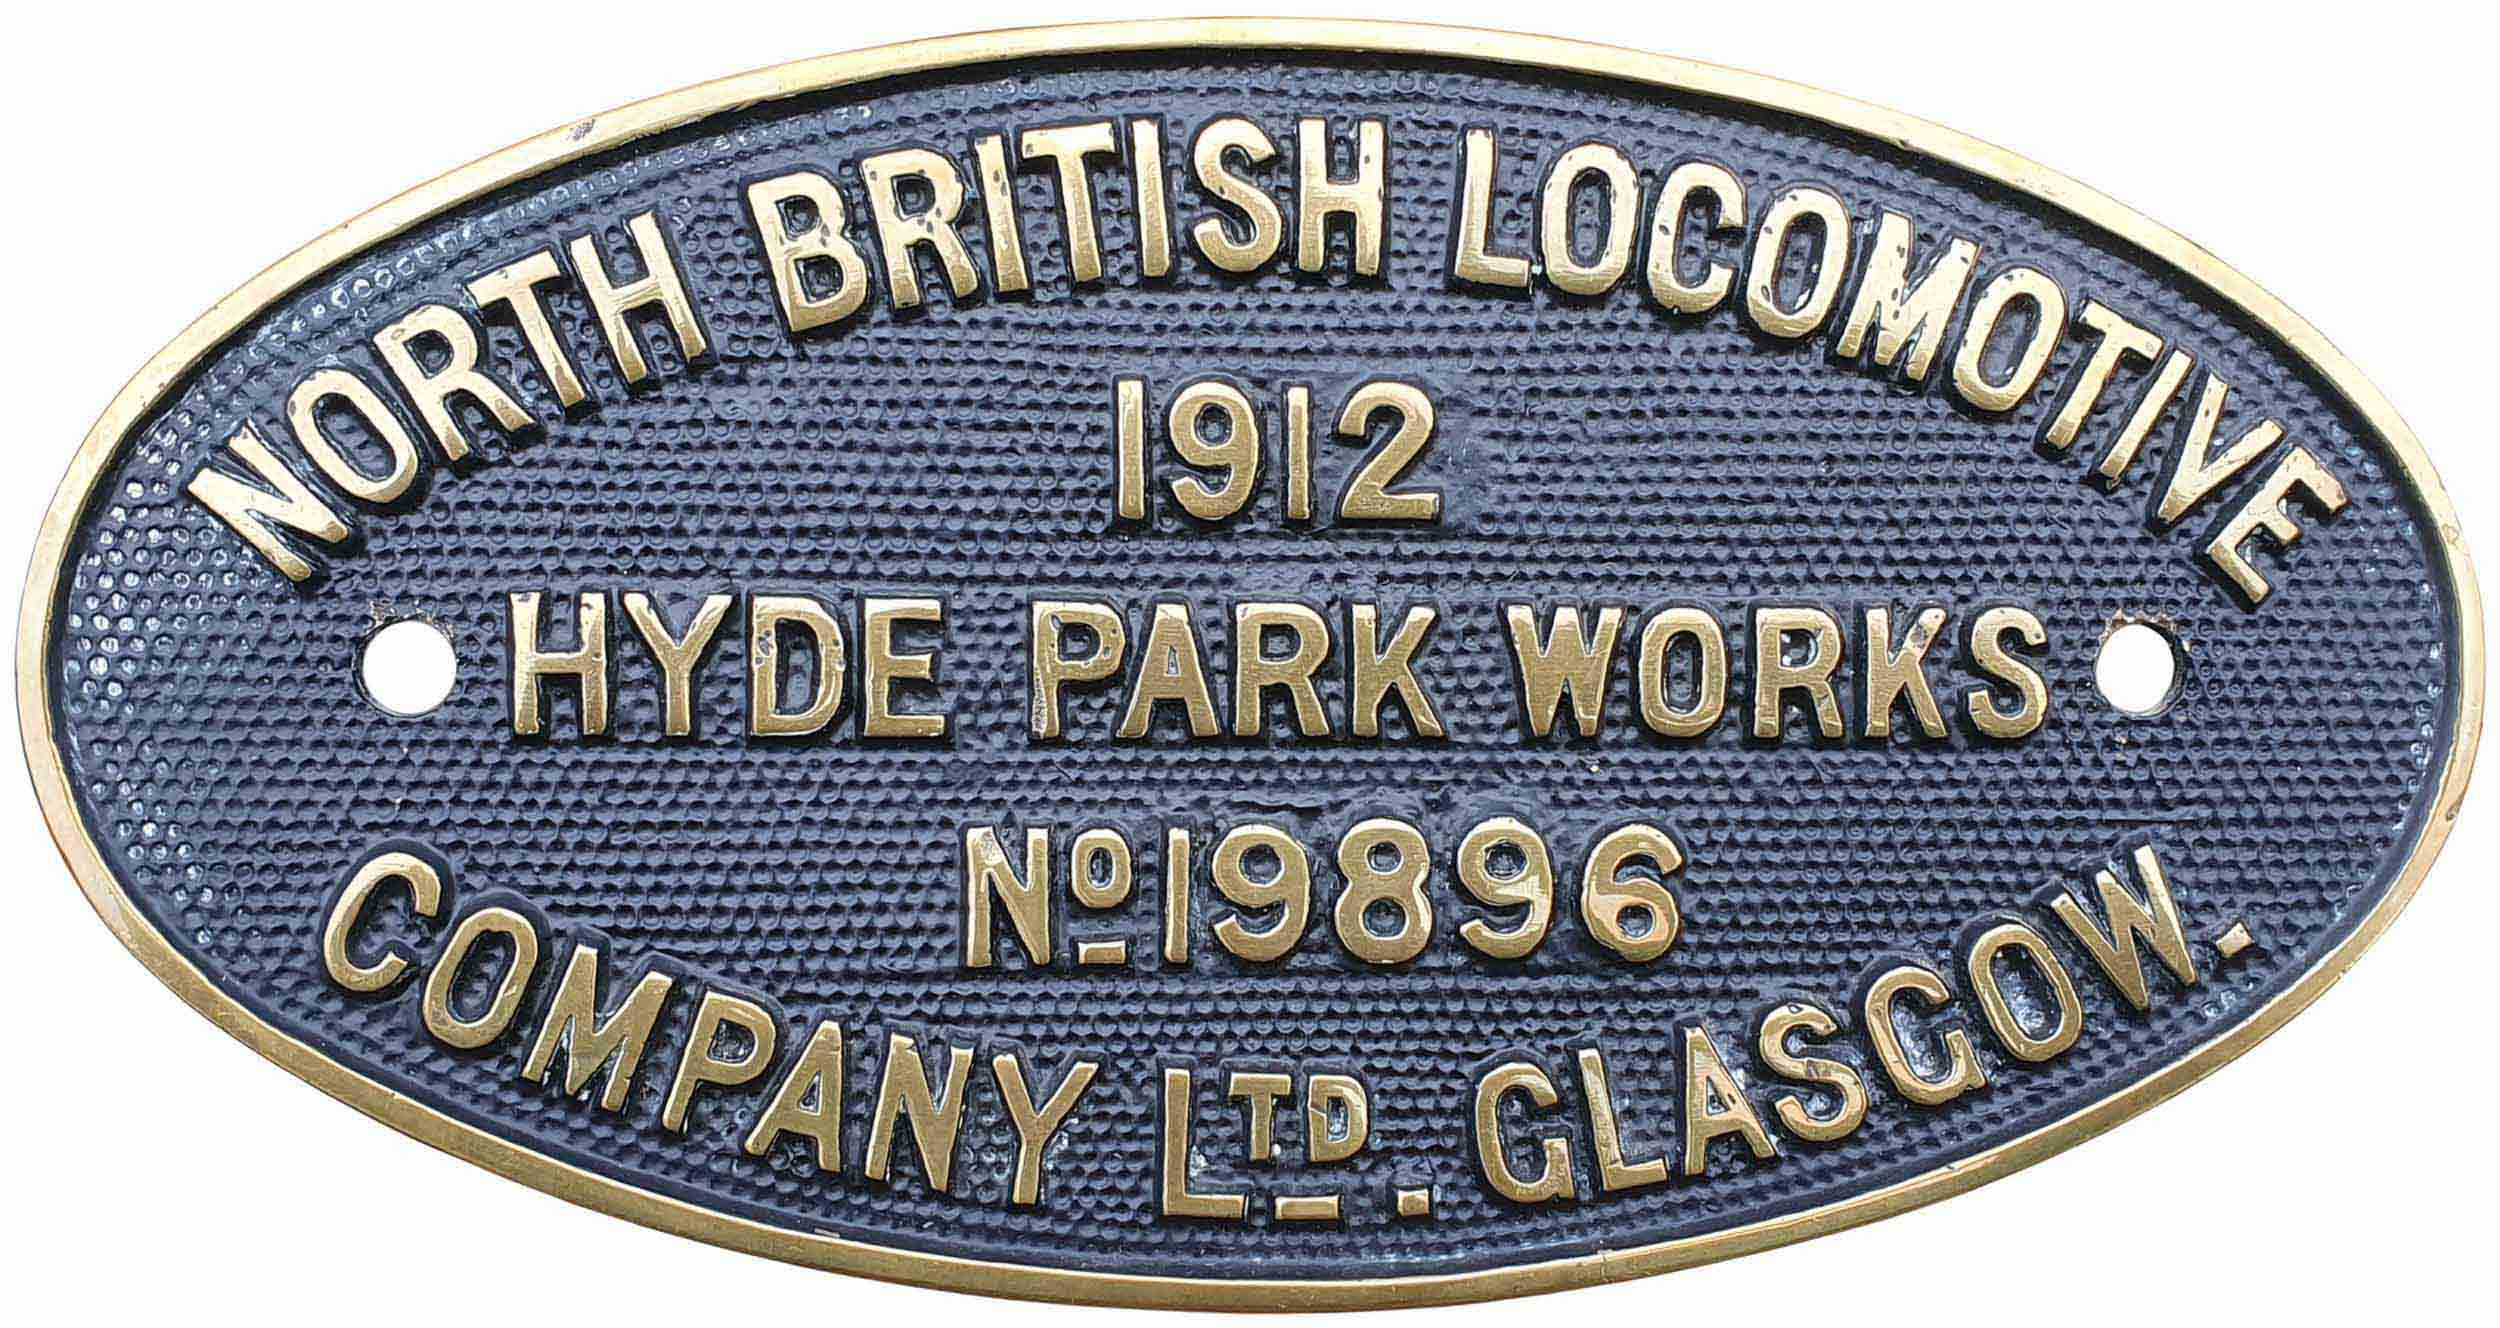 NORTH BRITISH LOCOMOTIVE
1912
HYDE PARK WORKS
No 19896
COMPANY LTD. GLASGOW.